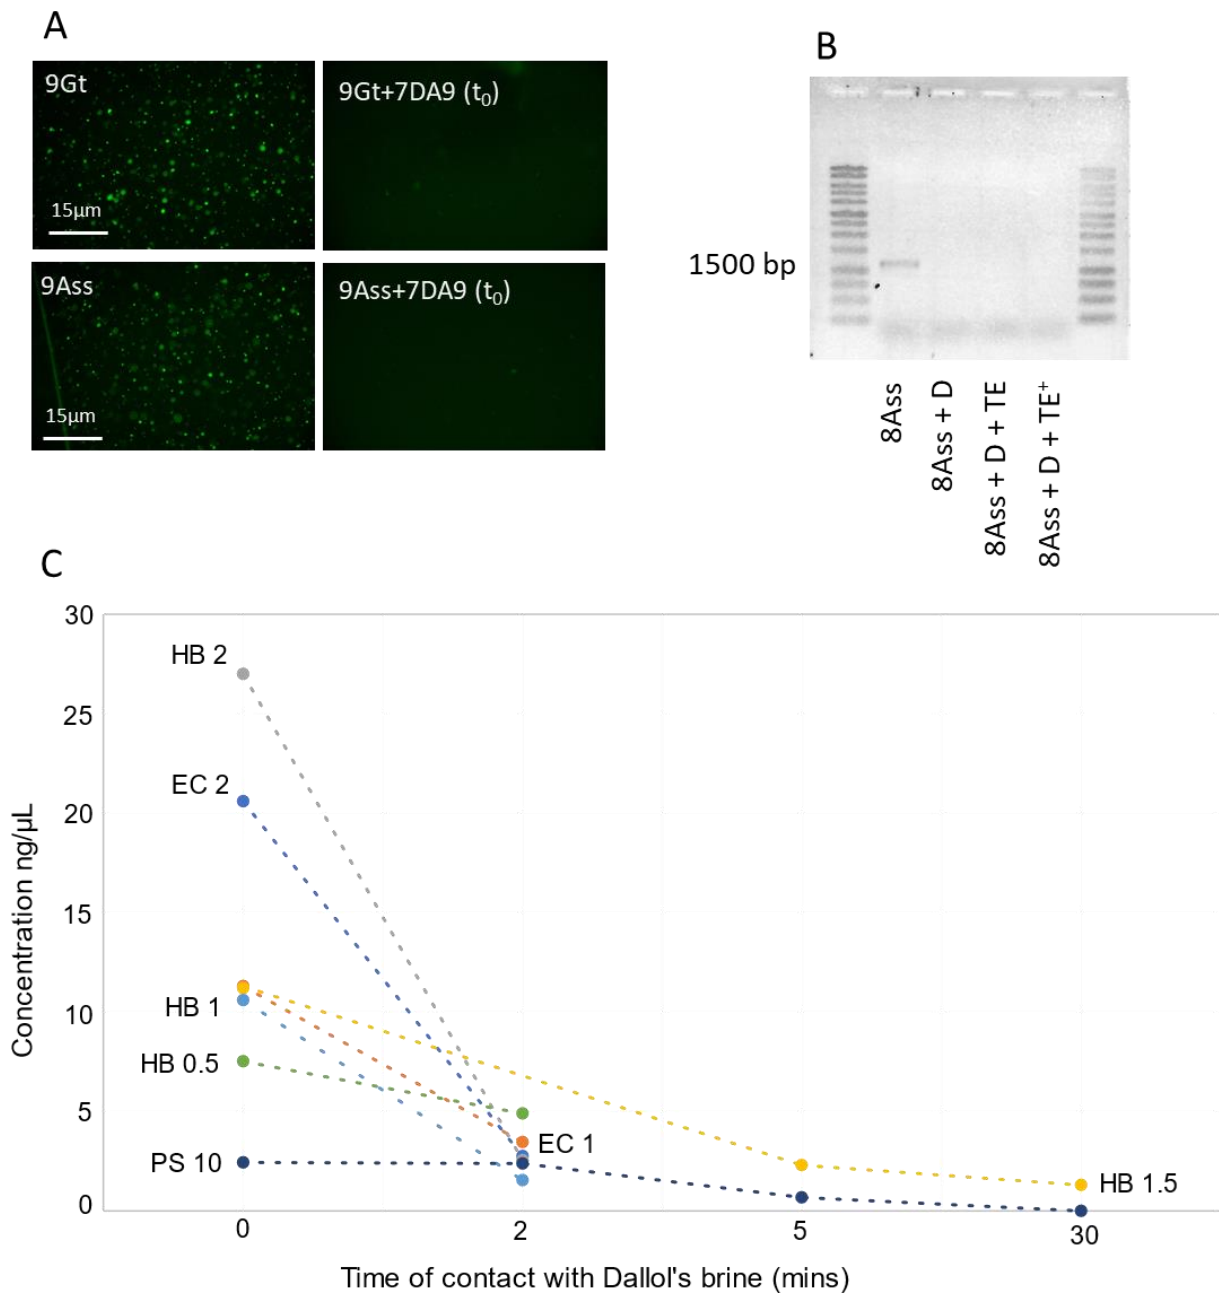 A
9Gt
15µm
9Gt+7DA9 (t₀)
9Ass
15µm
9Ass+7DA9 (t₀)
B
1500 bp
8Ass
8Ass + D
8Ass + D + TE
8Ass + D + TE⁺
C
Concentration ng/µL
30
25
20
15
10
5
0
HB 2
EC 2
HB 1
HB 0.5
PS 10
EC 1
HB 1.5
0
2
5
30
Time of contact with Dallol's brine (mins)